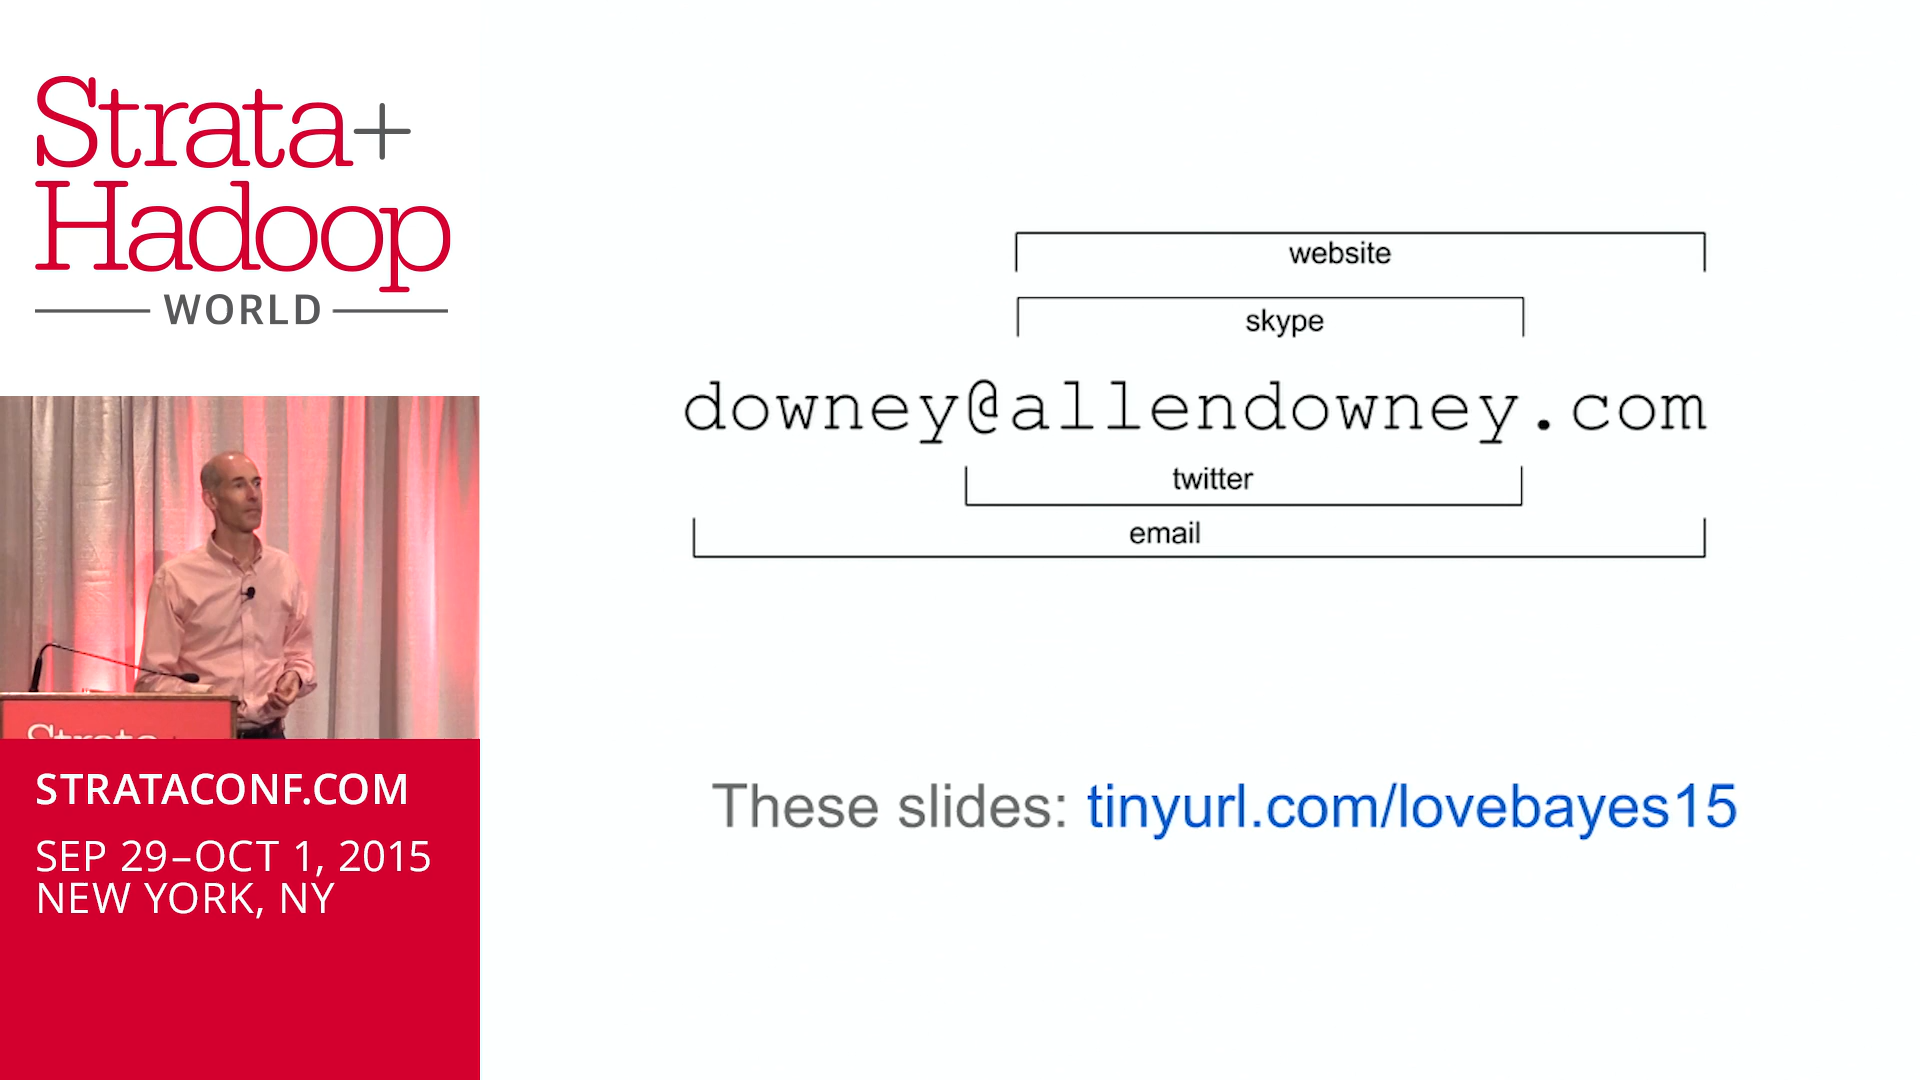 Strata+
Hadoop
WORLD
website
skype
downey@allendowney.com
twitter
email
These slides: tinyurl.com/lovebayes15
Strata
STRATACONF.COM
SEP 29–OCT 1, 2015
NEW YORK, NY